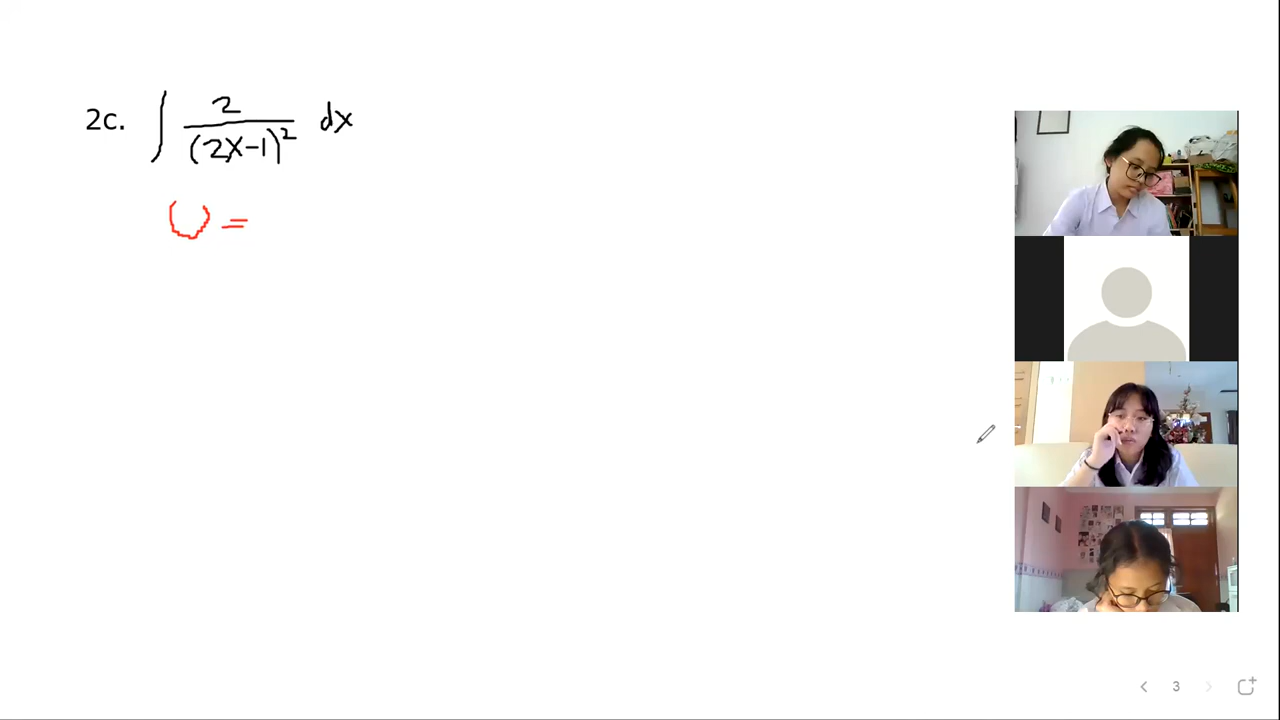 2c. ∫ 2/(2x-1)² dx
U =
3